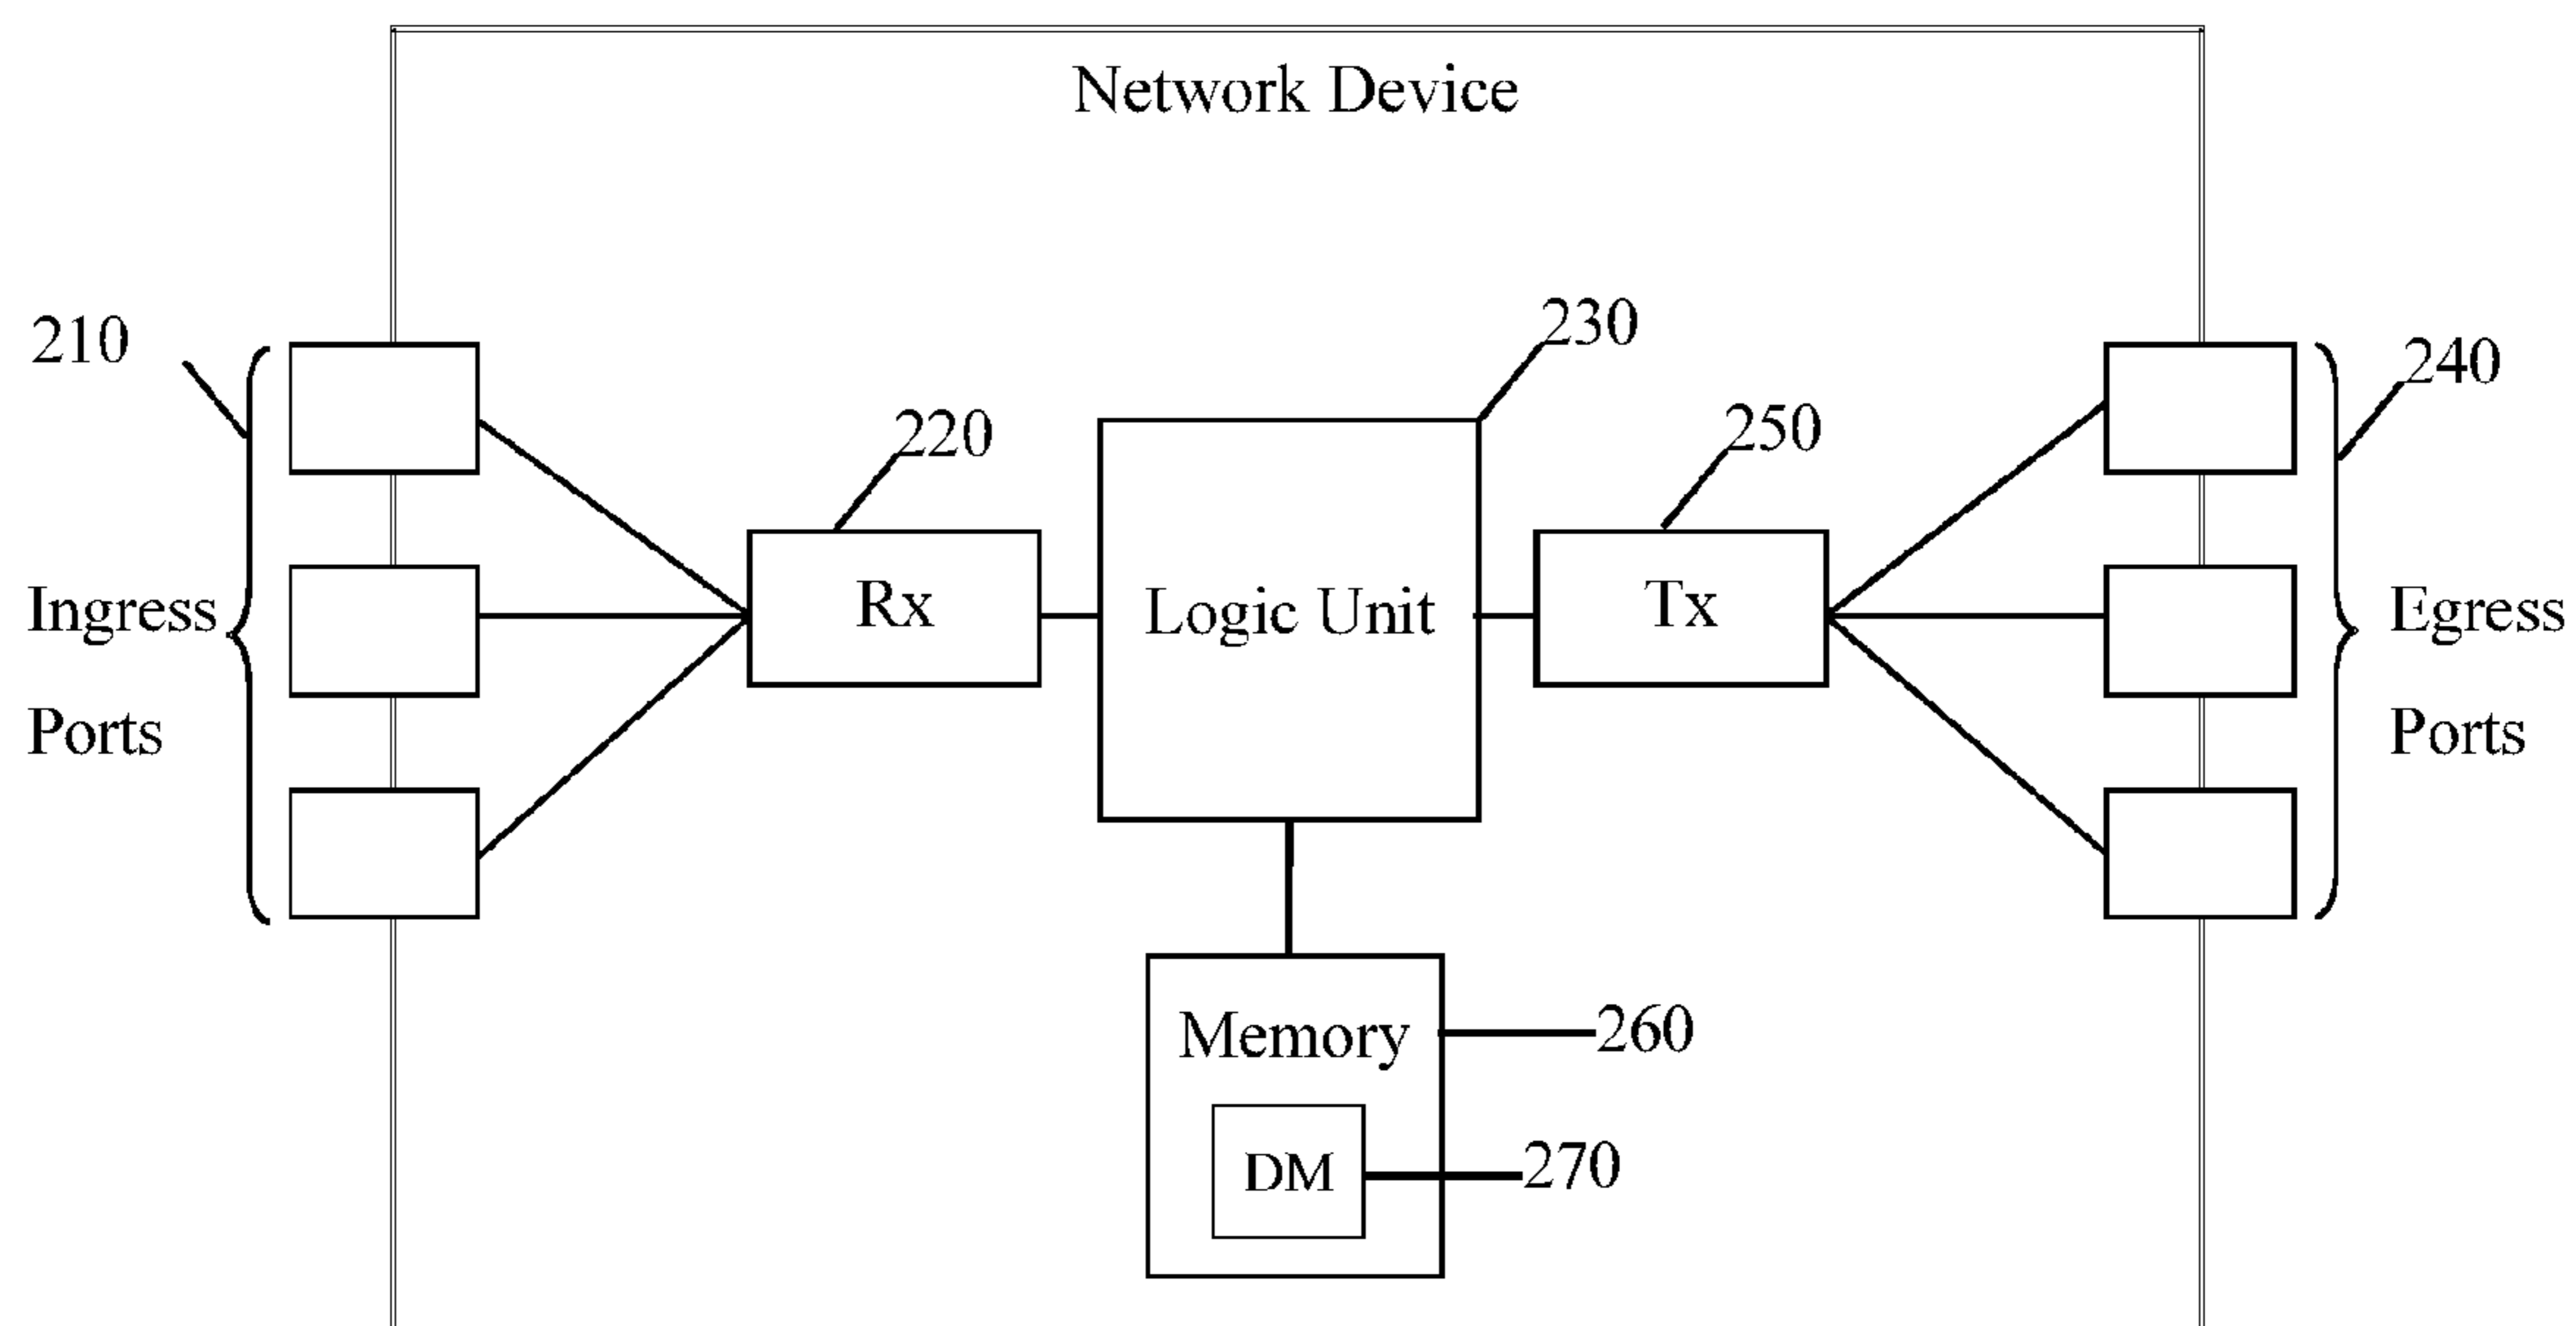 Network Device
210
220
230
250
240
Ingress
Ports
Rx
Logic Unit
Tx
Egress
Ports
Memory
260
DM
270